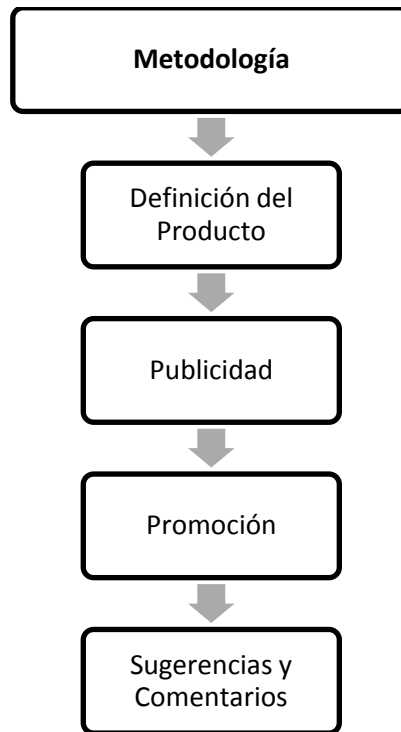 Metodología
Definición del
Producto
Publicidad
Promoción
Sugerencias y
Comentarios